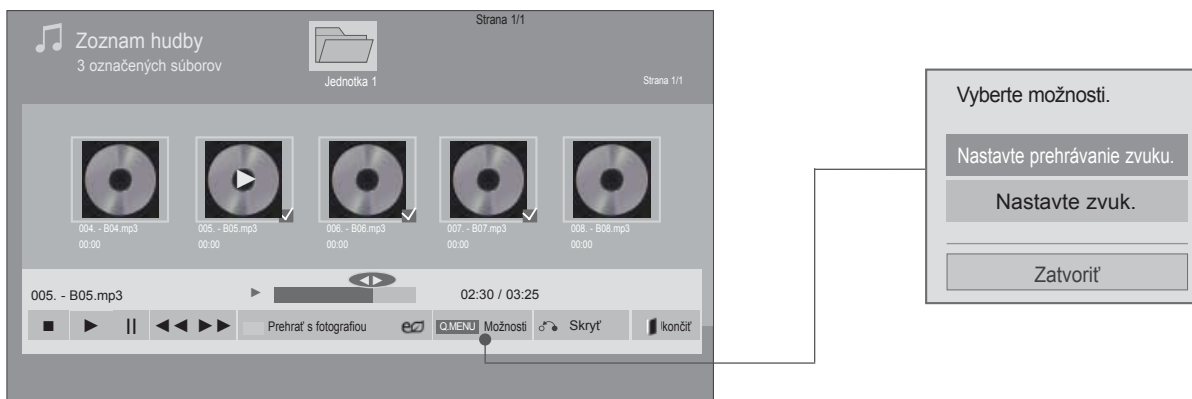 Strana 1/1
Zoznam hudby
3 označených súborov
Jednotka 1
Strana 1/1
004. - B04.mp3
00:00
005. - B05.mp3
00:00
006. - B06.mp3
00:00
007. - B07.mp3
00:00
008. - B08.mp3
00:00
005. - B05.mp3
02:30 / 03:25
Prehrať s fotografiou
Q.MENU Možnosti
Skryť
končiť
Vyberte možnosti.
Nastavte prehrávanie zvuku.
Nastavte zvuk.
Zatvoriť